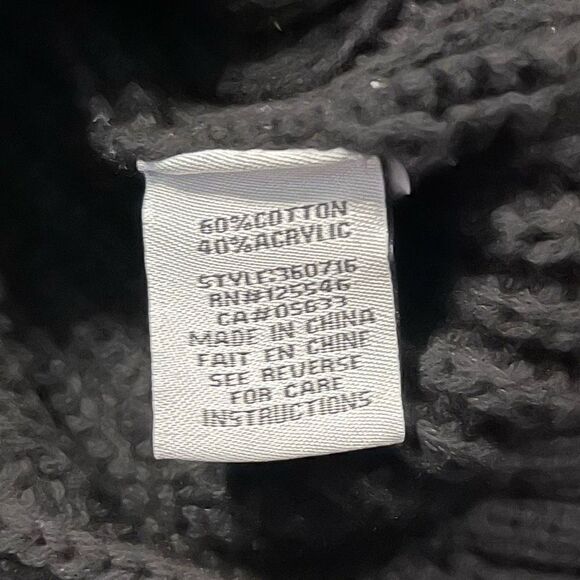 60%COTTON
40%ACRYLIC
STYLE:360716
RN#125546
CA#05633
MADE IN CHINA
FAIT EN CHINE
SEE REVERSE
FOR CARE
INSTRUCTIONS